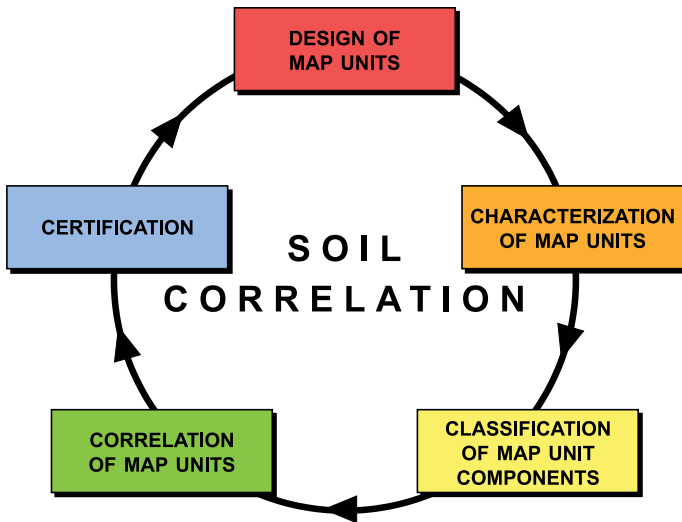 DESIGN OF
MAP UNITS
CHARACTERIZATION
OF MAP UNITS
CLASSIFICATION
OF MAP UNIT
COMPONENTS
CORRELATION
OF MAP UNITS
CERTIFICATION
SOIL
CORRELATION